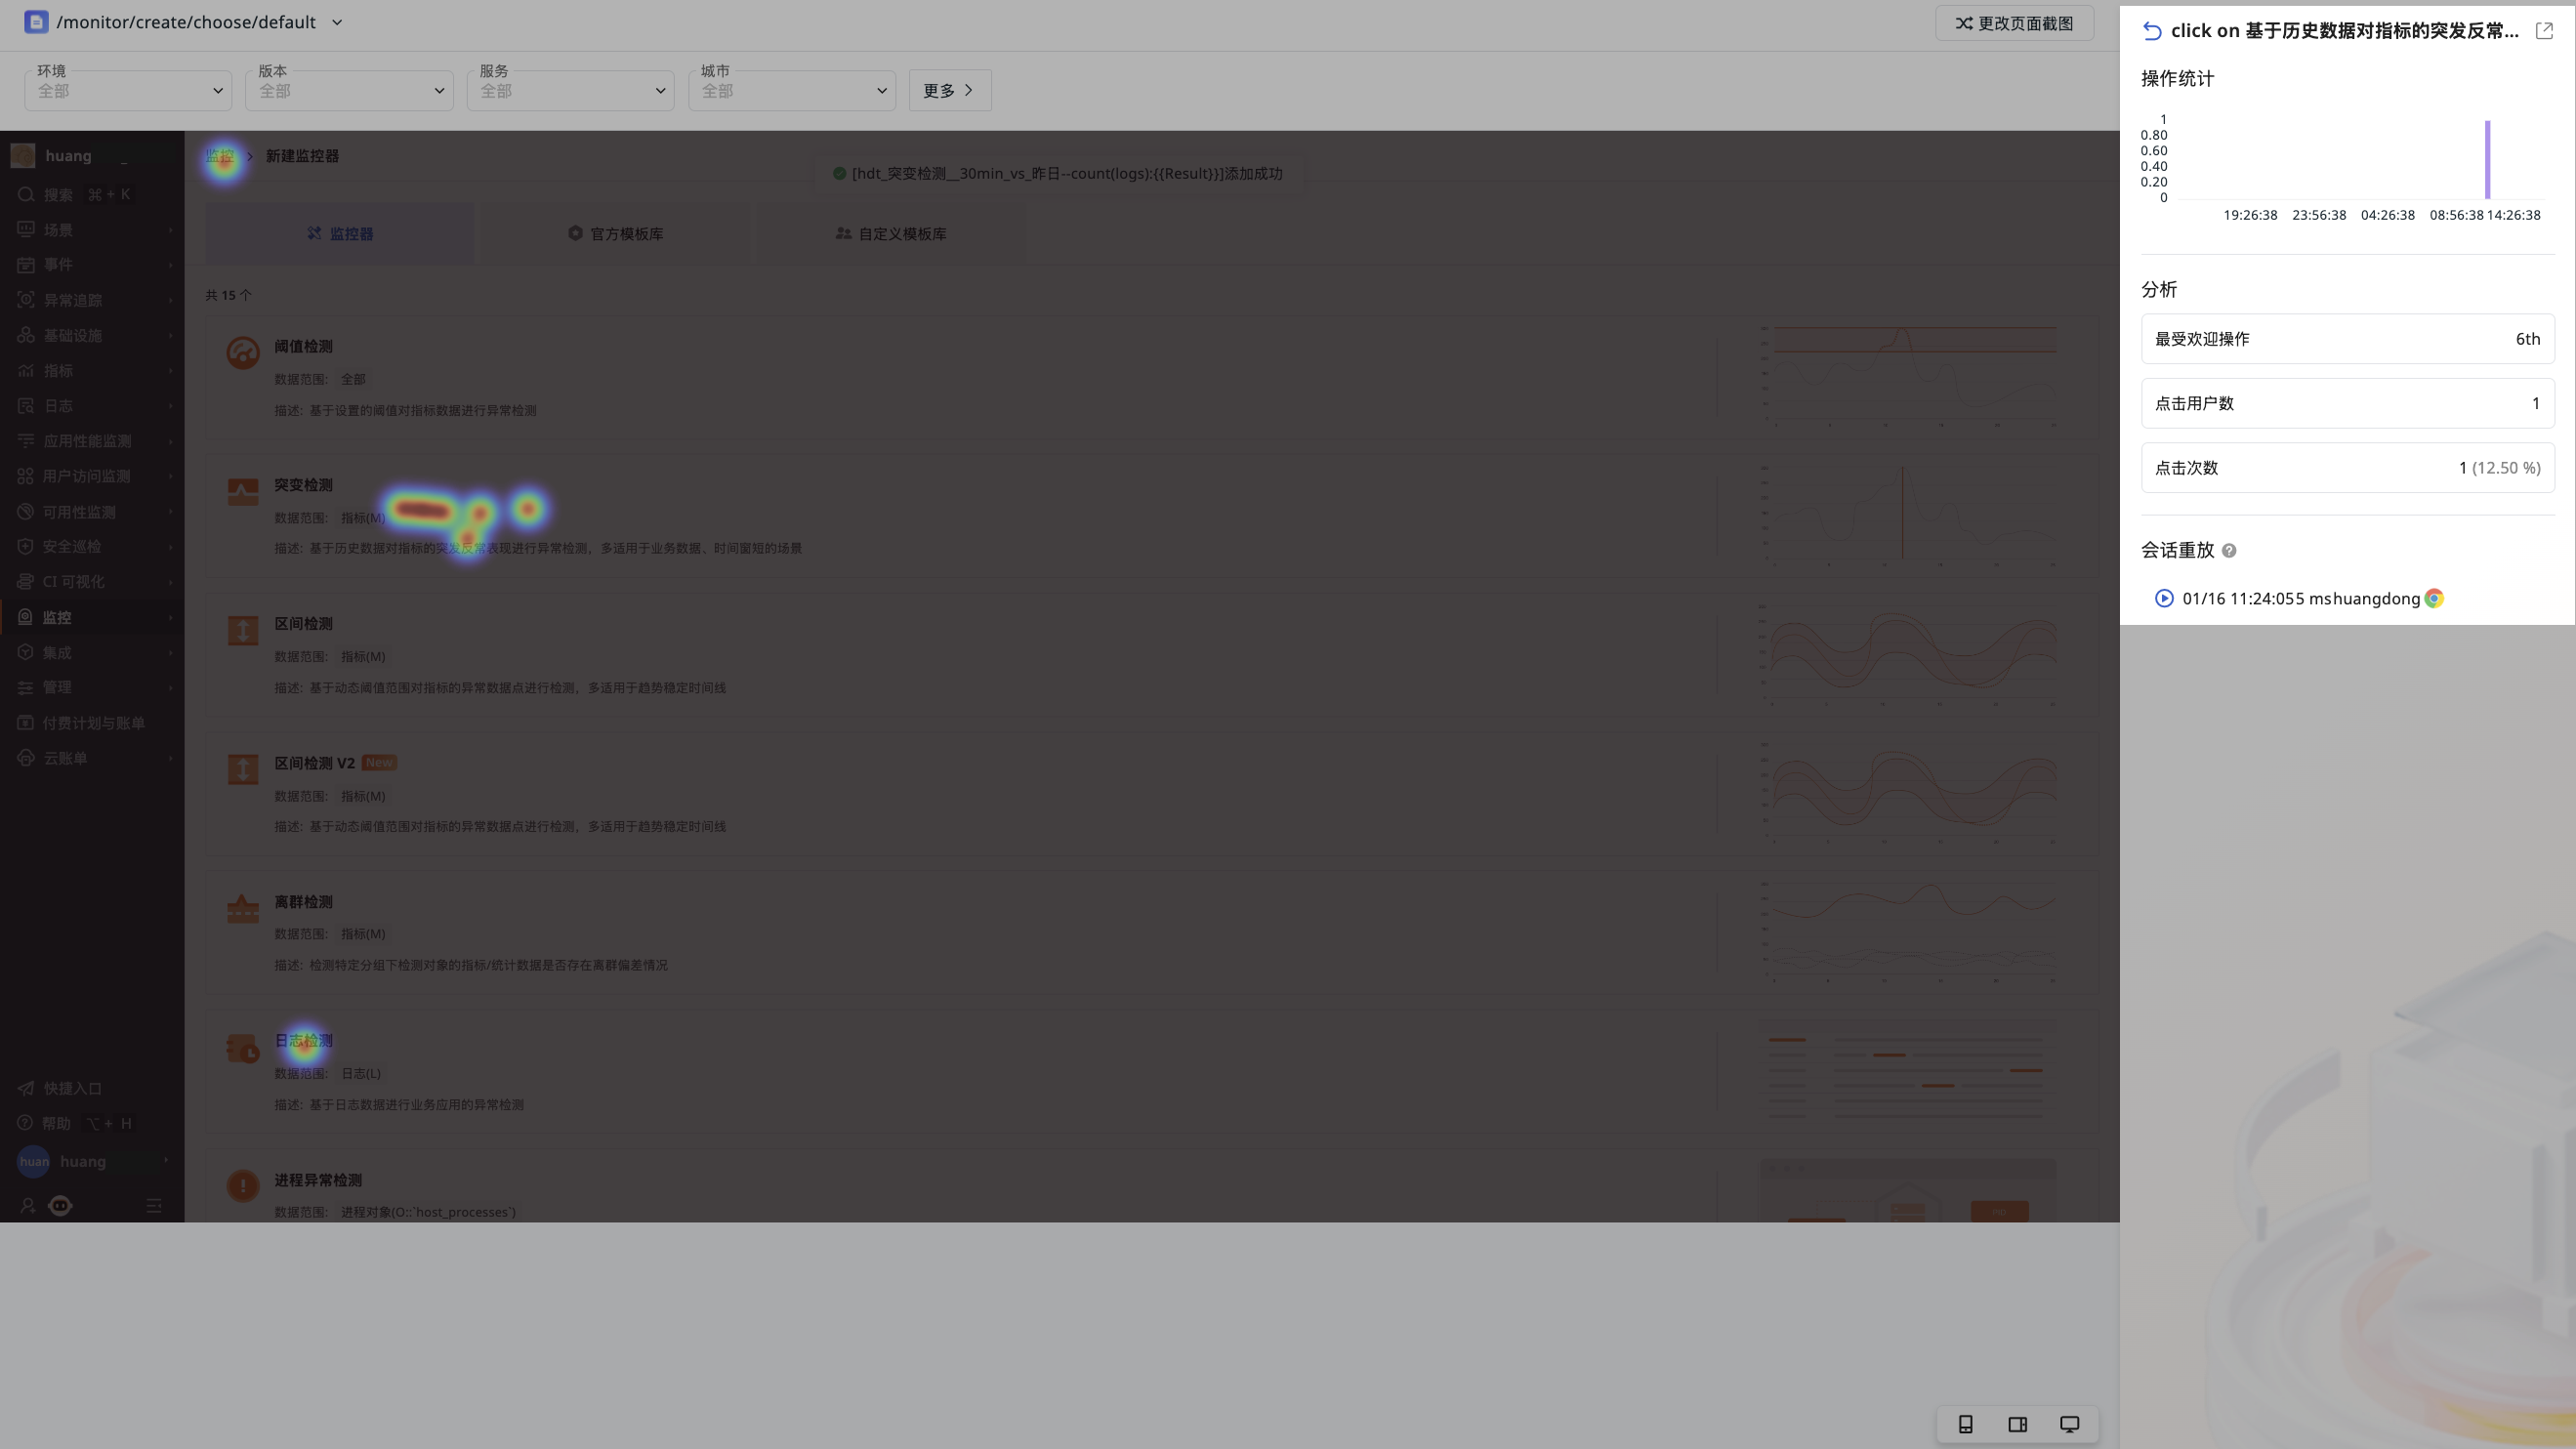 /monitor/create/choose/default
更改页面截图
环境
全部
版本
全部
服务
全部
城市
全部
更多
huang _
搜索 ⌘ + K
场景
事件
异常追踪
基础设施
指标
日志
应用性能监测
用户访问监测
可用性监测
安全巡检
CI 可视化
监控
集成
管理
付费计划与账单
云账单
快捷入口
帮助 ⌥ + H
huan huang
监控 > 新建监控器
[hdt_突变检测__30min_vs_昨日--count(logs):{{Result}}]添加成功
监控器
官方模板库
自定义模板库
共 15 个
阈值检测
数据范围: 全部
描述: 基于设置的阈值对指标数据进行异常检测
突变检测
数据范围: 指标(M)
描述: 基于历史数据对指标的突发反常表现进行异常检测，多适用于业务数据、时间窗短的场景
区间检测
数据范围: 指标(M)
描述: 基于动态阈值范围对指标的异常数据点进行检测，多适用于趋势稳定时间线
区间检测 V2 New
数据范围: 指标(M)
描述: 基于动态阈值范围对指标的异常数据点进行检测，多适用于趋势稳定时间线
离群检测
数据范围: 指标(M)
描述: 检测特定分组下检测对象的指标/统计数据是否存在离群偏差情况
日志检测
数据范围: 日志(L)
描述: 基于日志数据进行业务应用的异常检测
进程异常检测
数据范围: 进程对象(O::`host_processes`)
click on 基于历史数据对指标的突发反常...
操作统计
1
0.80
0.60
0.40
0.20
0
19:26:38 23:56:38 04:26:38 08:56:38 14:26:38
分析
最受欢迎操作 6th
点击用户数 1
点击次数 1 (12.50 %)
会话重放
01/16 11:24:055 mshuangdong